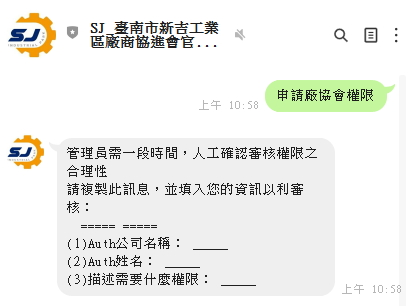 SJ 臺南市新吉工業
區廠商協進會官...
申請廠協會權限
上午 10:58
管理員需一段時間，人工確認審核權限之
合理性
請複製此訊息，並填入您的資訊以利審
核：
===== =====
(1)Auth公司名稱： _____
(2)Auth姓名： _____
(3)描述需要什麼權限： _____
上午 10:58